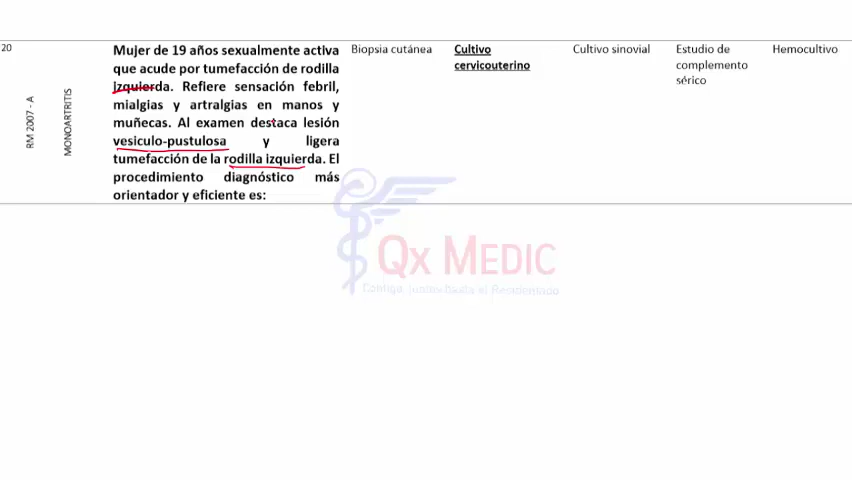 20
RM 2007 - A
MONOARTRITIS
Mujer de 19 años sexualmente activa
que acude por tumefacción de rodilla
izquierda. Refiere sensación febril,
mialgias y artralgias en manos y
muñecas. Al examen destaca lesión
vesiculo-pustulosa y ligera
tumefacción de la rodilla izquierda. El
procedimiento diagnóstico más
orientador y eficiente es:
Biopsia cutánea
Cultivo
cervicouterino
Cultivo sinovial
Estudio de
complemento
sérico
Hemocultivo
QX MEDIC